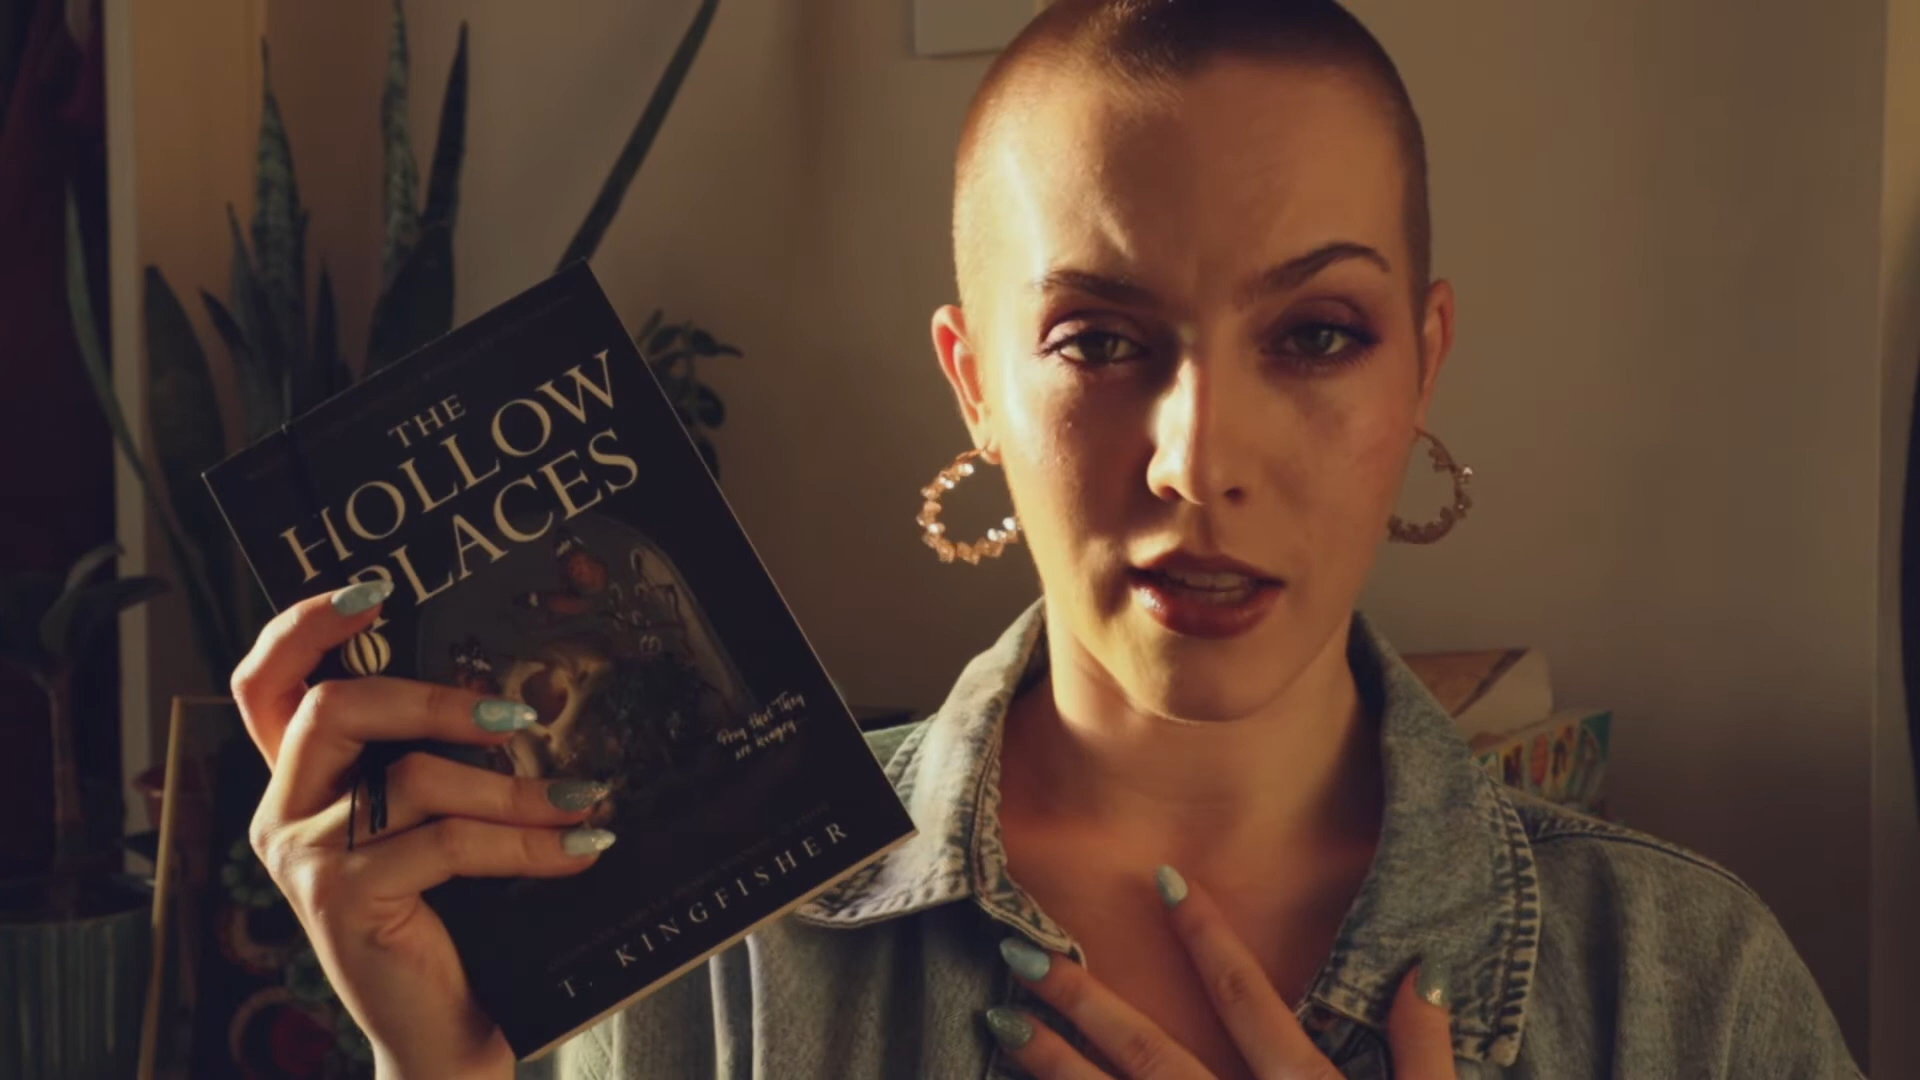 THE
HOLLOW
PLACES
Pray that They
are hungry...
T. KINGFISHER